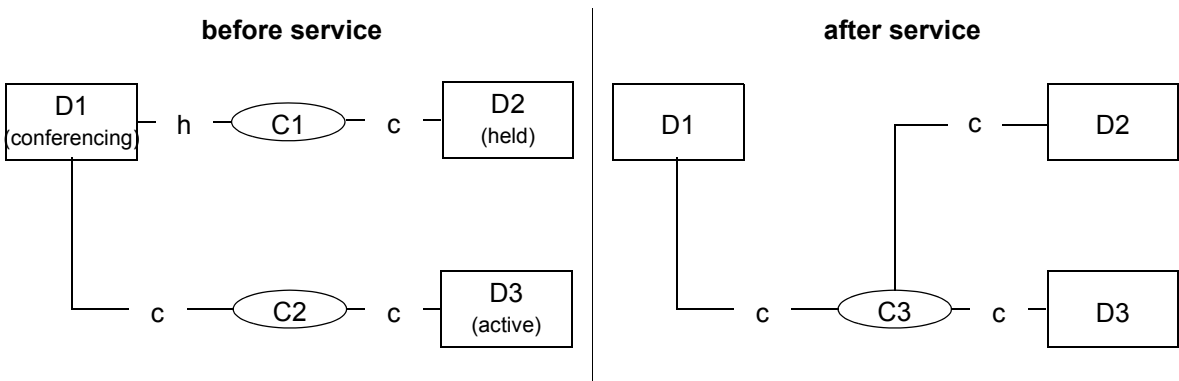 before service
D1
(conferencing)
h
C1
c
D2
(held)
c
C2
c
D3
(active)
after service
D1
c
D2
c
C3
c
D3